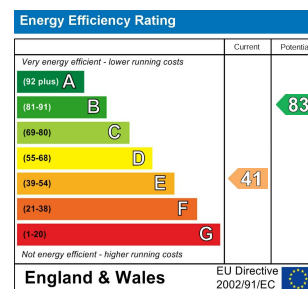 Energy Efficiency Rating
Current Potentia
Very energy efficient - lower running costs
(92 plus) A
(81-91) B 83
(69-80) C
(55-68) D
(39-54) E 41
(21-38) F
(1-20) G
Not energy efficient - higher running costs
England & Wales
EU Directive
2002/91/EC